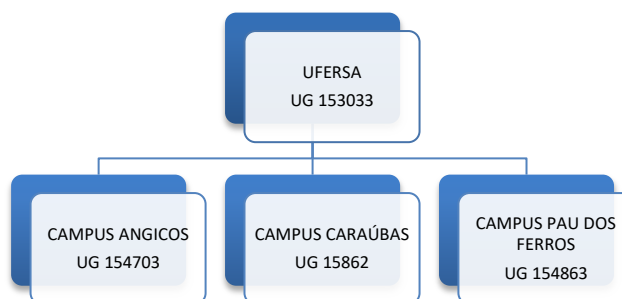 UFERSA
UG 153033
CAMPUS ANGICOS
UG 154703
CAMPUS CARAÚBAS
UG 15862
CAMPUS PAU DOS
FERROS
UG 154863